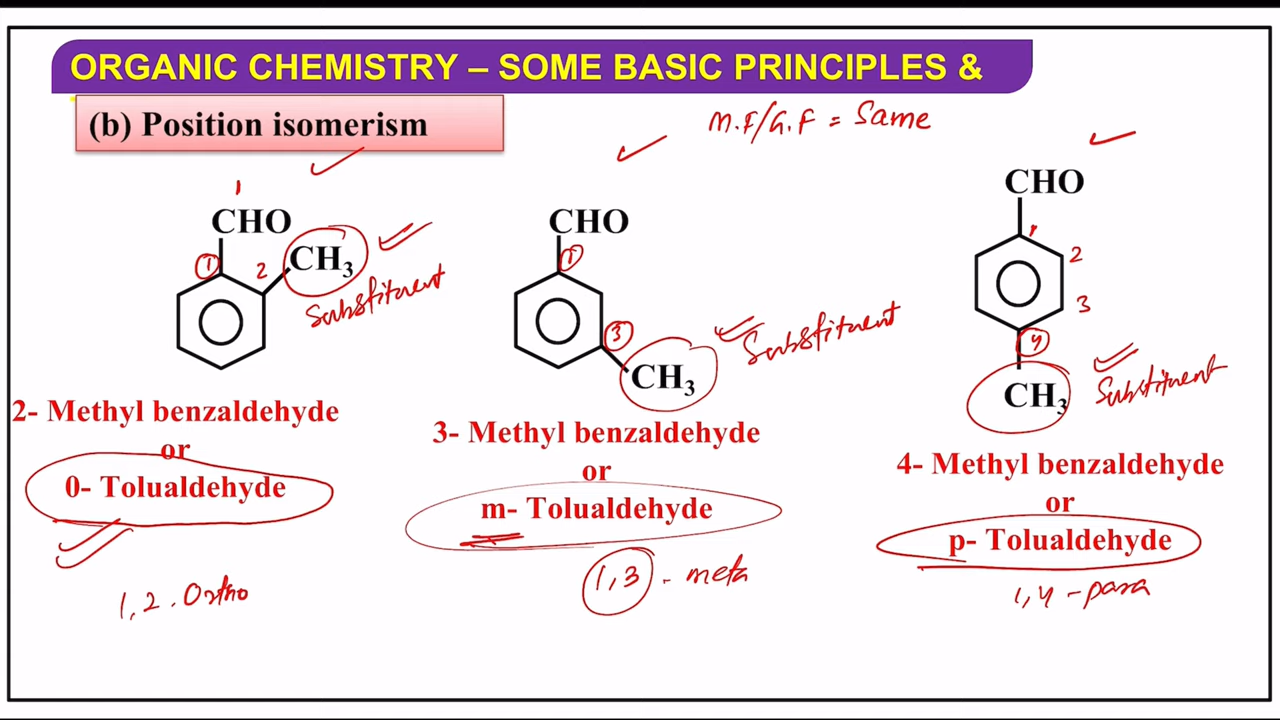 ORGANIC CHEMISTRY – SOME BASIC PRINCIPLES &
(b) Position isomerism
M.F/G.F = Same
1
CHO
1
2
CH3
Substituent
2- Methyl benzaldehyde
or
0- Tolualdehyde
1,2. Ortho
CHO
1
3
CH3
Substituent
3- Methyl benzaldehyde
or
m- Tolualdehyde
1,3 - meta
CHO
1
2
3
4
CH3
Substituent
4- Methyl benzaldehyde
or
p- Tolualdehyde
1,4 - para